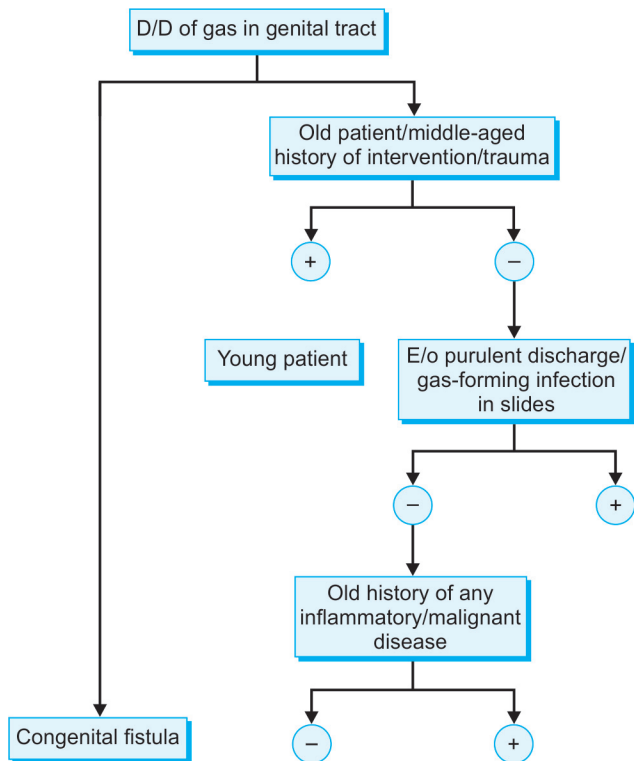 D/D of gas in genital tract
Old patient/middle-aged
history of intervention/trauma
+
–
Young patient
E/o purulent discharge/
gas-forming infection
in slides
–
+
Old history of any
inflammatory/malignant
disease
Congenital fistula
–
+